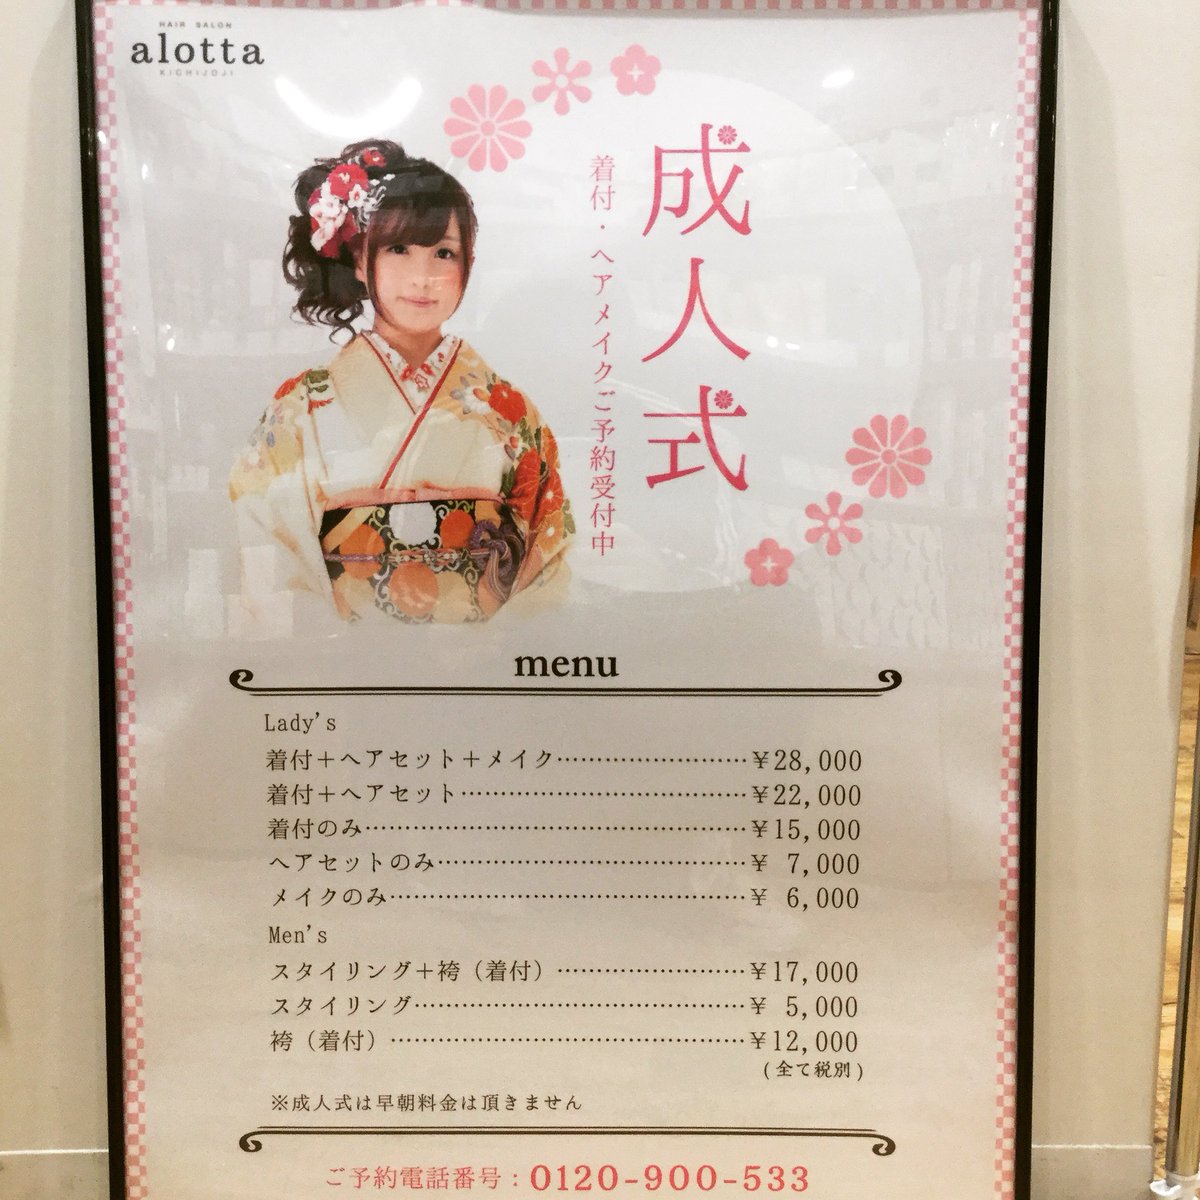 HAIR SALON
alotta
KICHIJOJI
成人式
着付・ヘアメイクご予約受付中
menu
Lady's
着付＋ヘアセット＋メイク……………………¥28,000
着付＋ヘアセット………………………………¥22,000
着付のみ…………………………………………¥15,000
ヘアセットのみ…………………………………¥ 7,000
メイクのみ………………………………………¥ 6,000
Men's
スタイリング＋袴（着付）……………………¥17,000
スタイリング……………………………………¥ 5,000
袴（着付）………………………………………¥12,000
(全て税別)
※成人式は早朝料金は頂きません
ご予約電話番号：0120-900-533